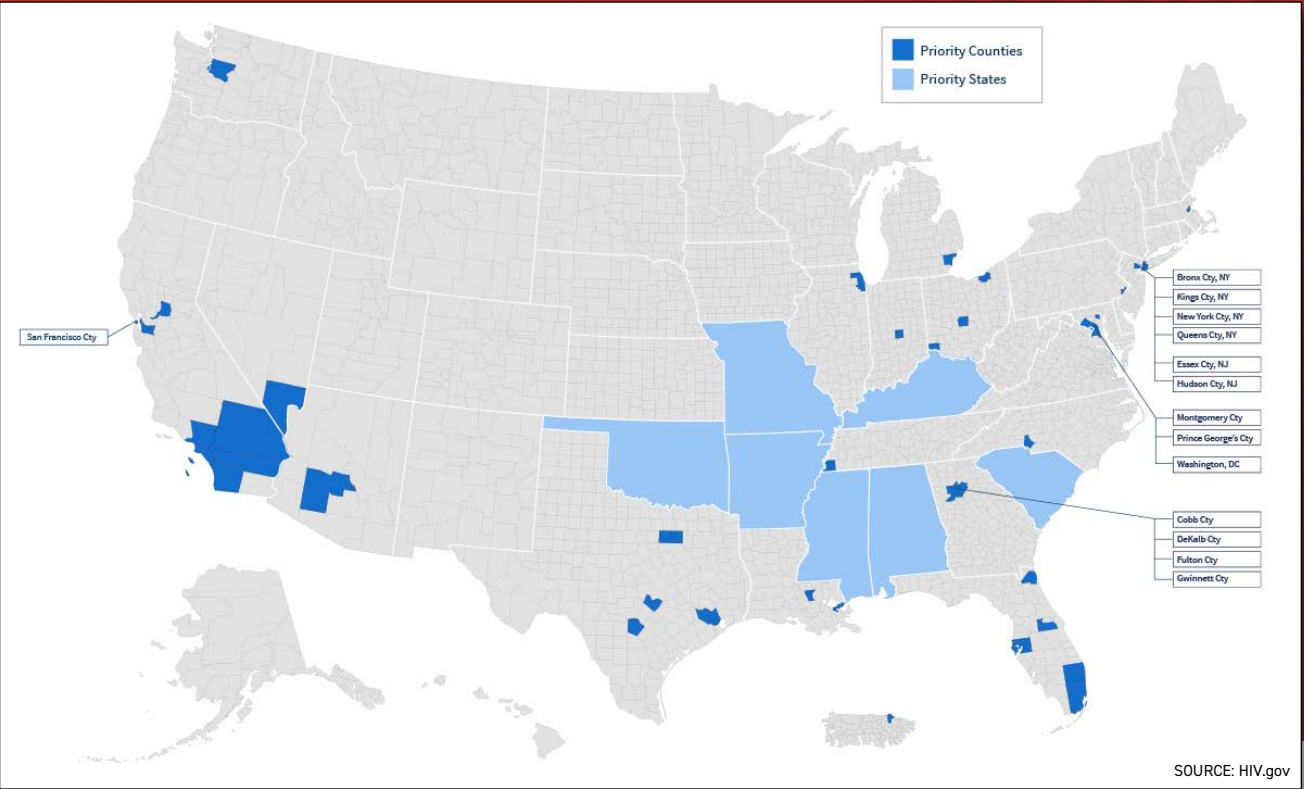 Priority Counties
Priority States
San Francisco Cty
Bronx Cty, NY
Kings Cty, NY
New York Cty, NY
Queens Cty, NY
Essex Cty, NJ
Hudson Cty, NJ
Montgomery Cty
Prince George's Cty
Washington, DC
Cobb Cty
DeKalb Cty
Fulton Cty
Gwinnett Cty
SOURCE: HIV.gov